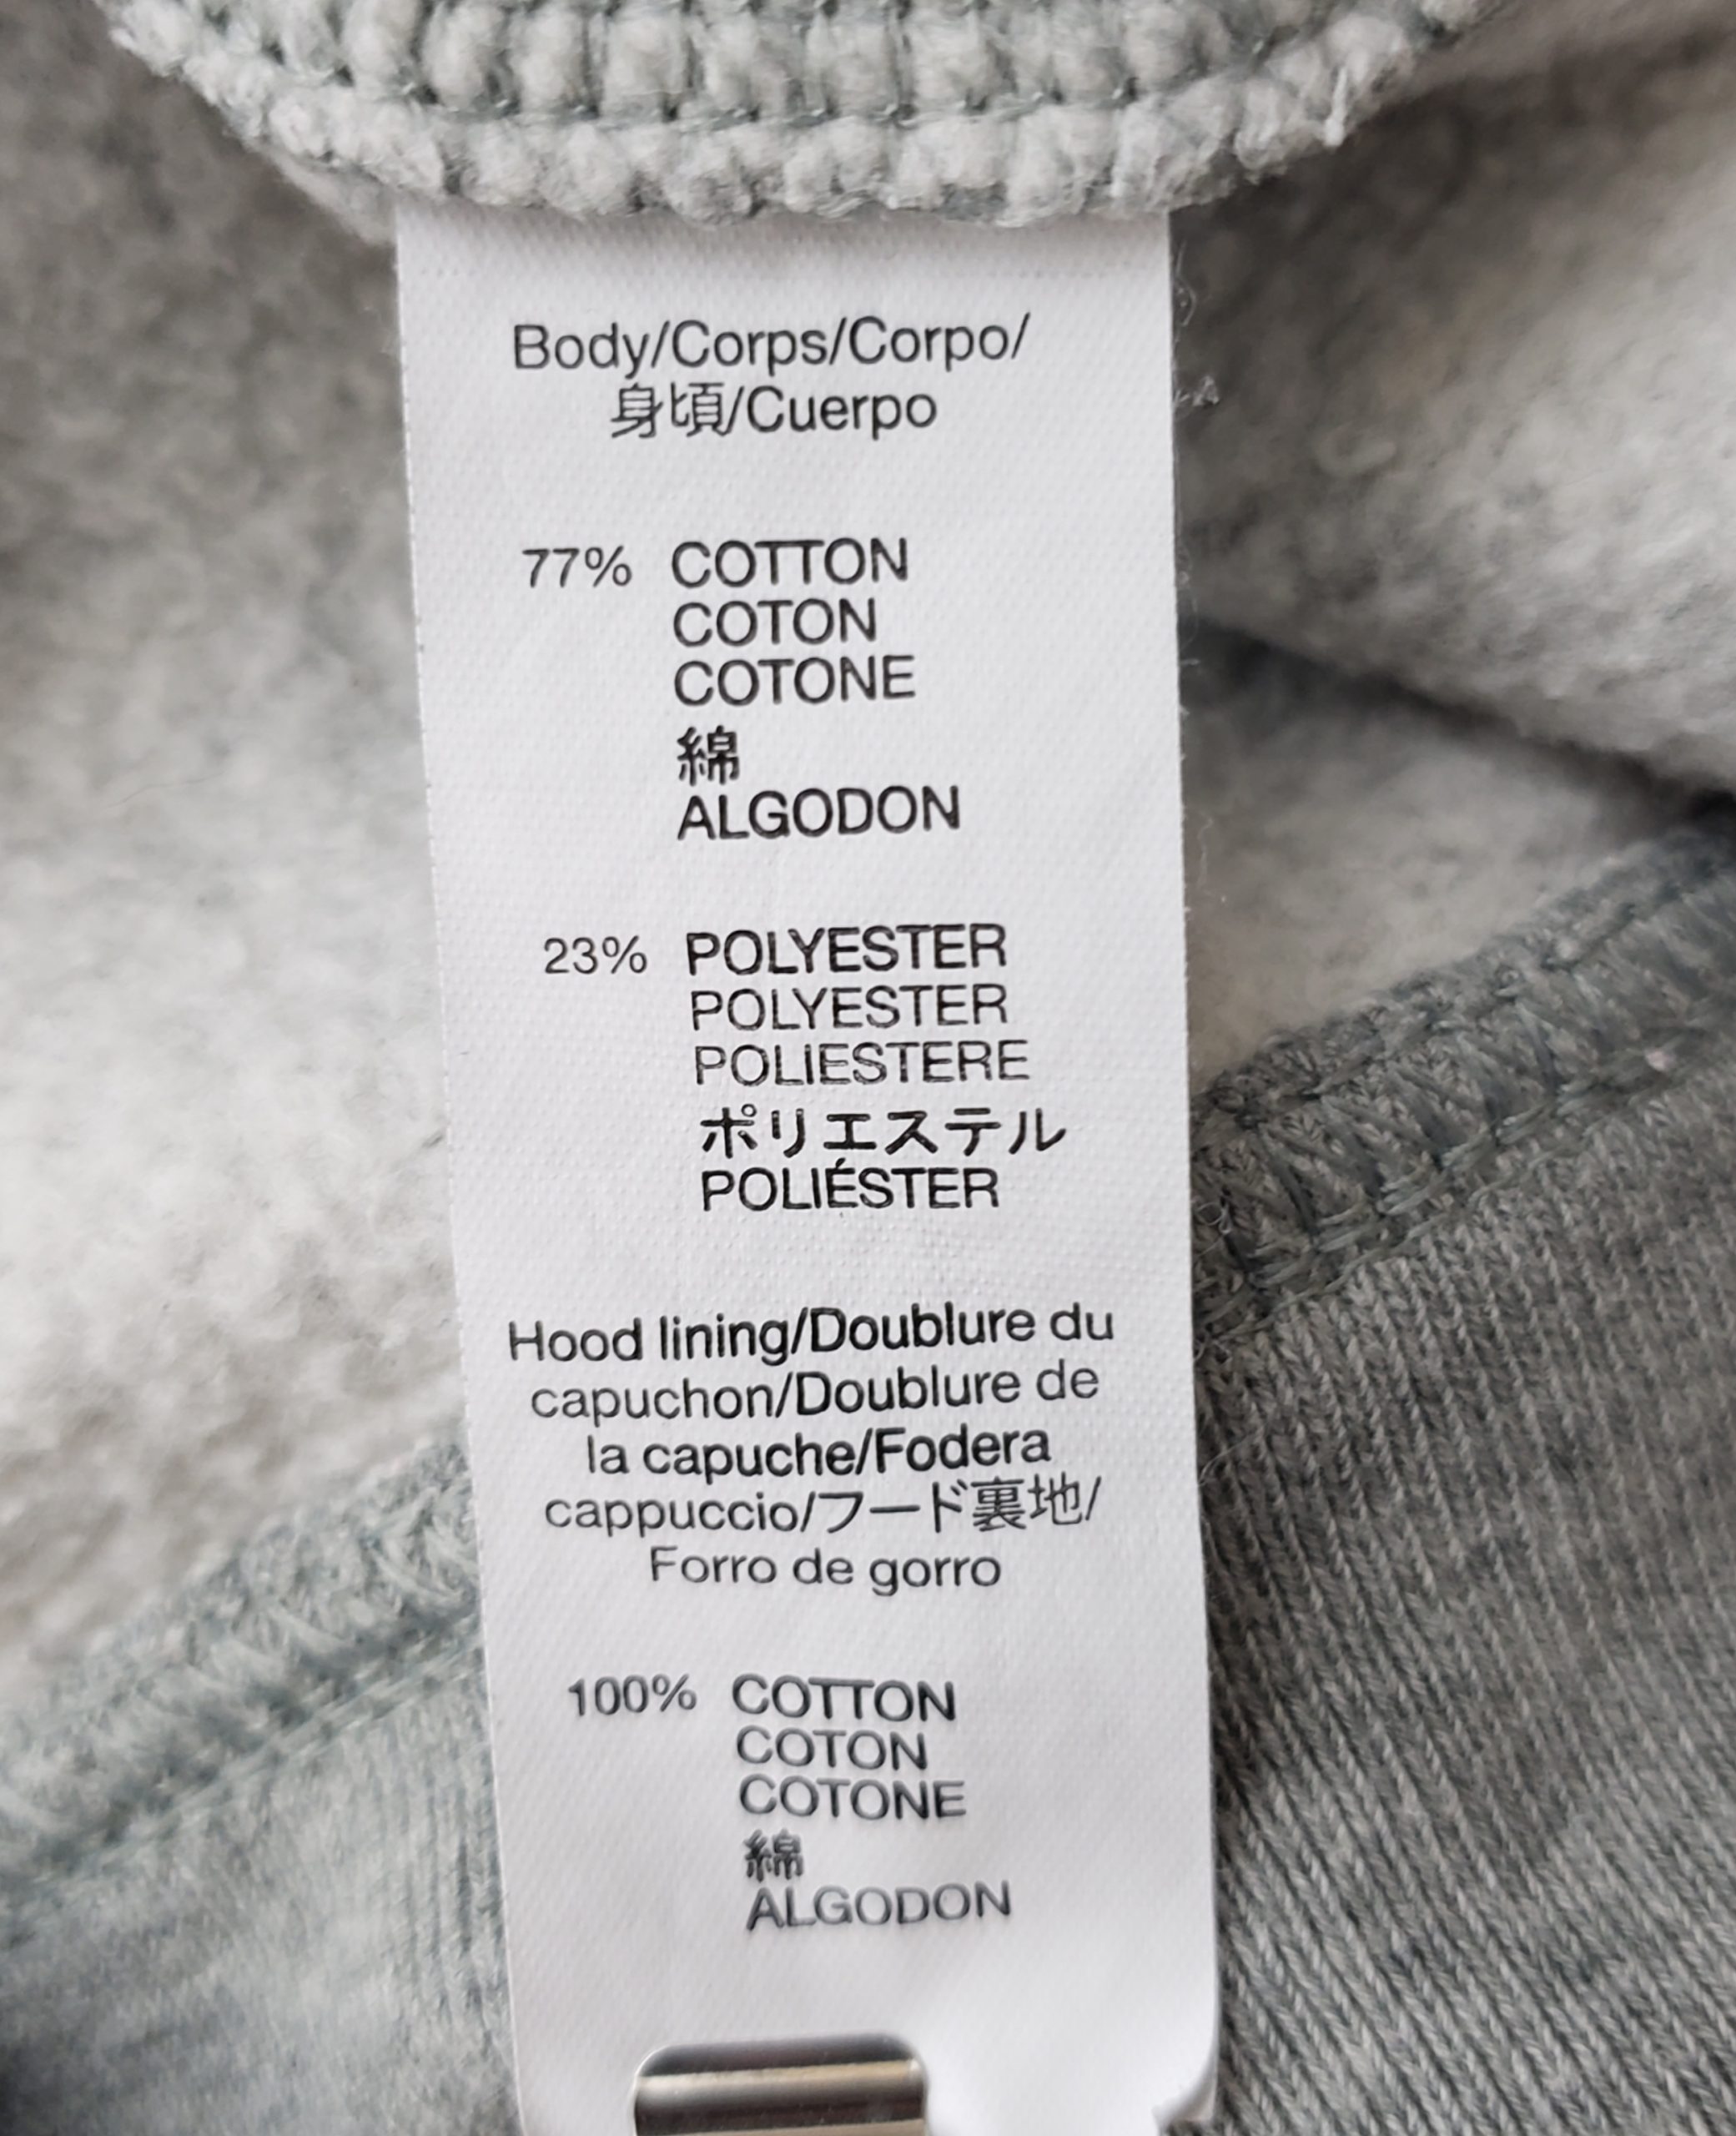 Body/Corps/Corpo/
身頃/Cuerpo
77% COTTON
COTON
COTONE
綿
ALGODON
23% POLYESTER
POLYESTER
POLIESTERE
ポリエステル
POLIÉSTER
Hood lining/Doublure du
capuchon/Doublure de
la capuche/Fodera
cappuccio/フード裏地/
Forro de gorro
100% COTTON
COTON
COTONE
綿
ALGODON